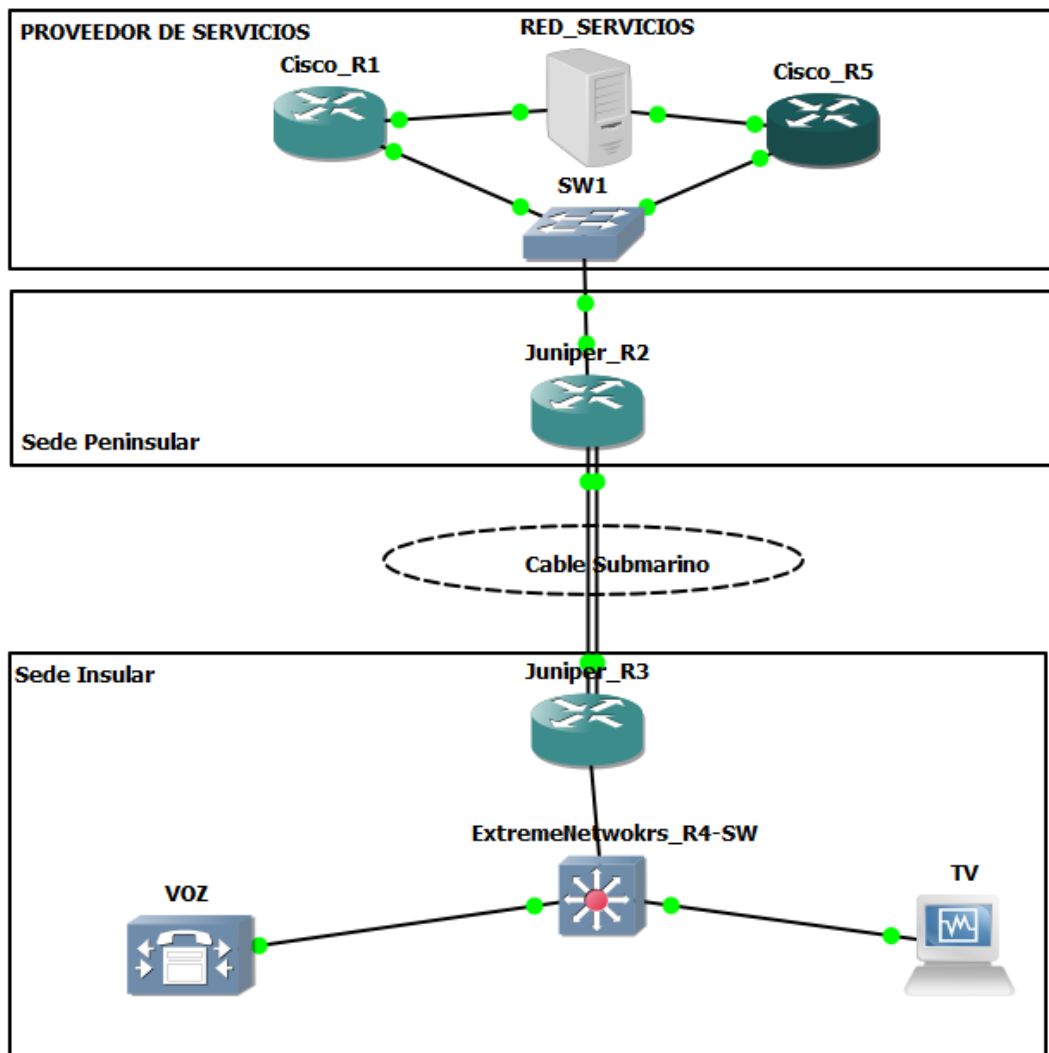 PROVEEDOR DE SERVICIOS
RED_SERVICIOS
Cisco_R1
Cisco_R5
SW1
Juniper_R2
Sede Peninsular
Cable Submarino
Sede Insular
Juniper_R3
ExtremeNetwokrs_R4-SW
VOZ
TV